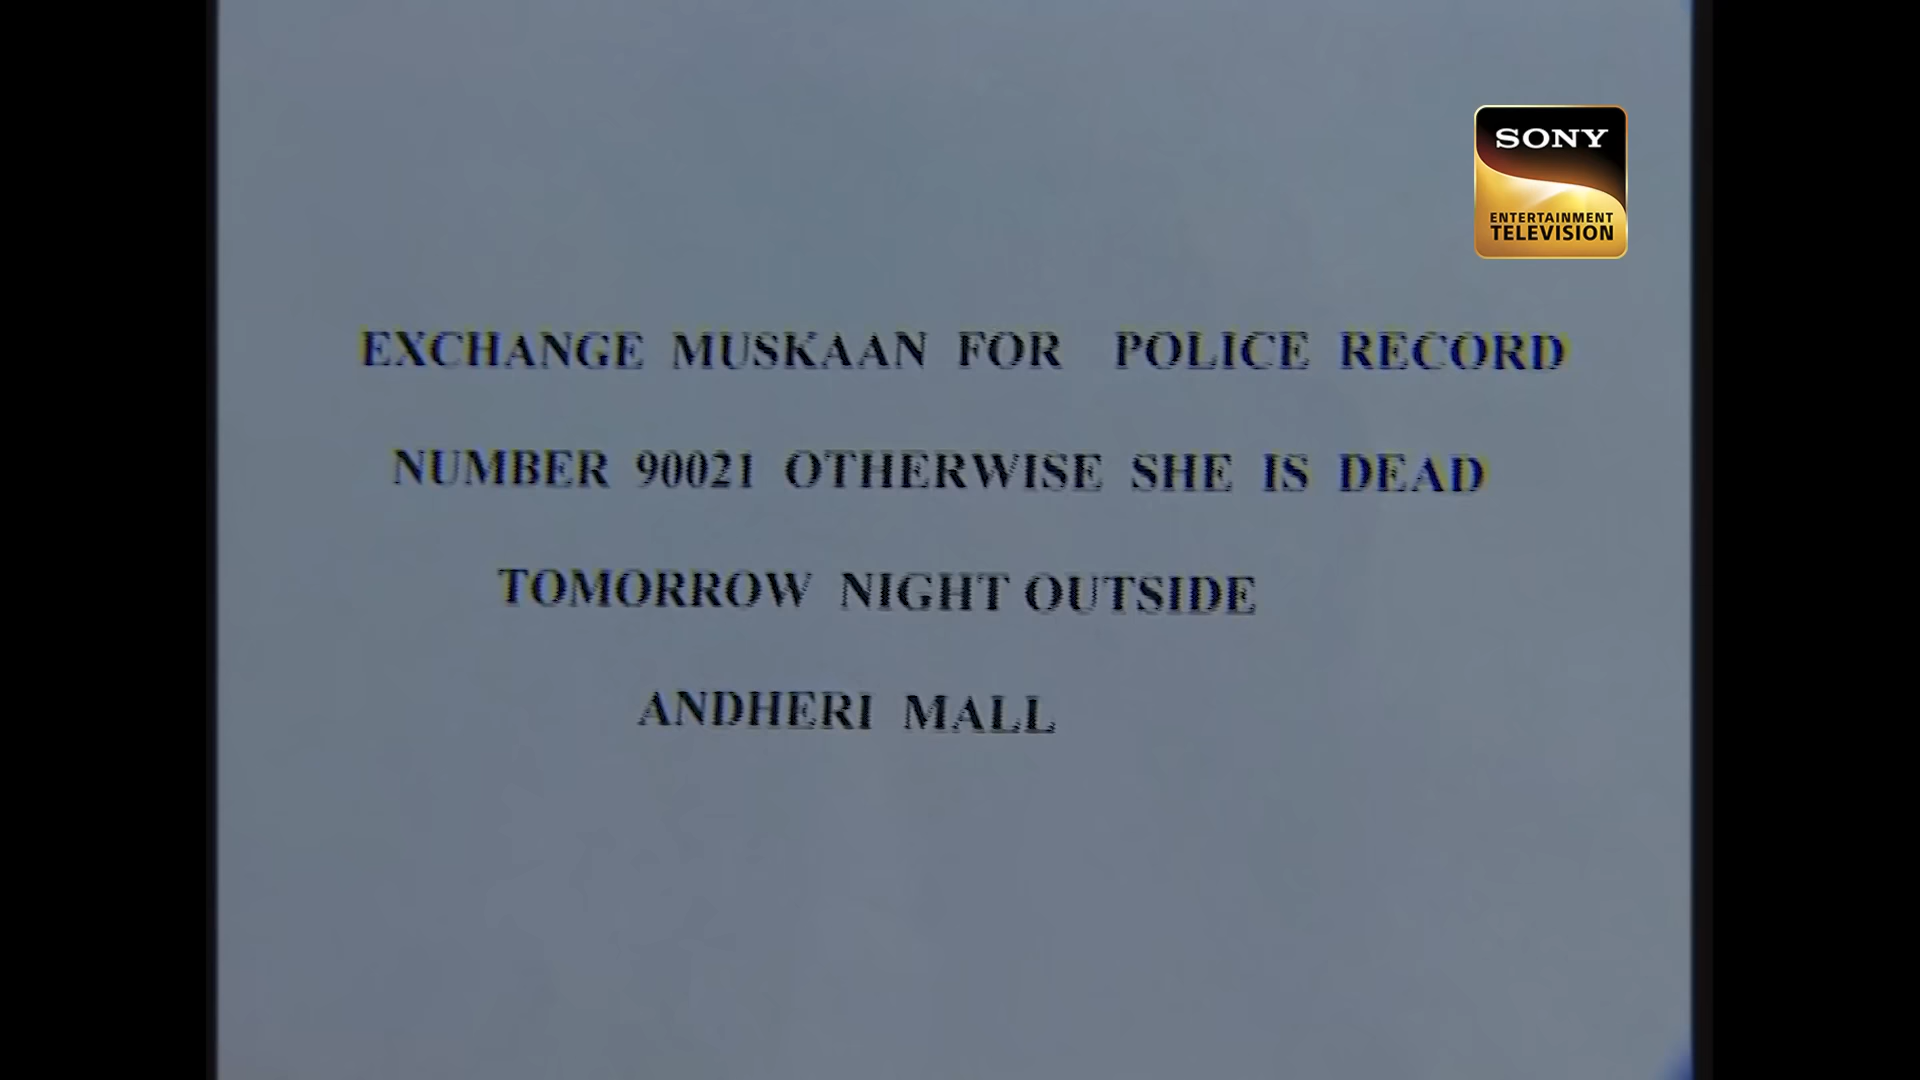 SONY
ENTERTAINMENT
TELEVISION
EXCHANGE MUSKAAN FOR POLICE RECORD
NUMBER 90021 OTHERWISE SHE IS DEAD
TOMORROW NIGHT OUTSIDE
ANDHERI MALL